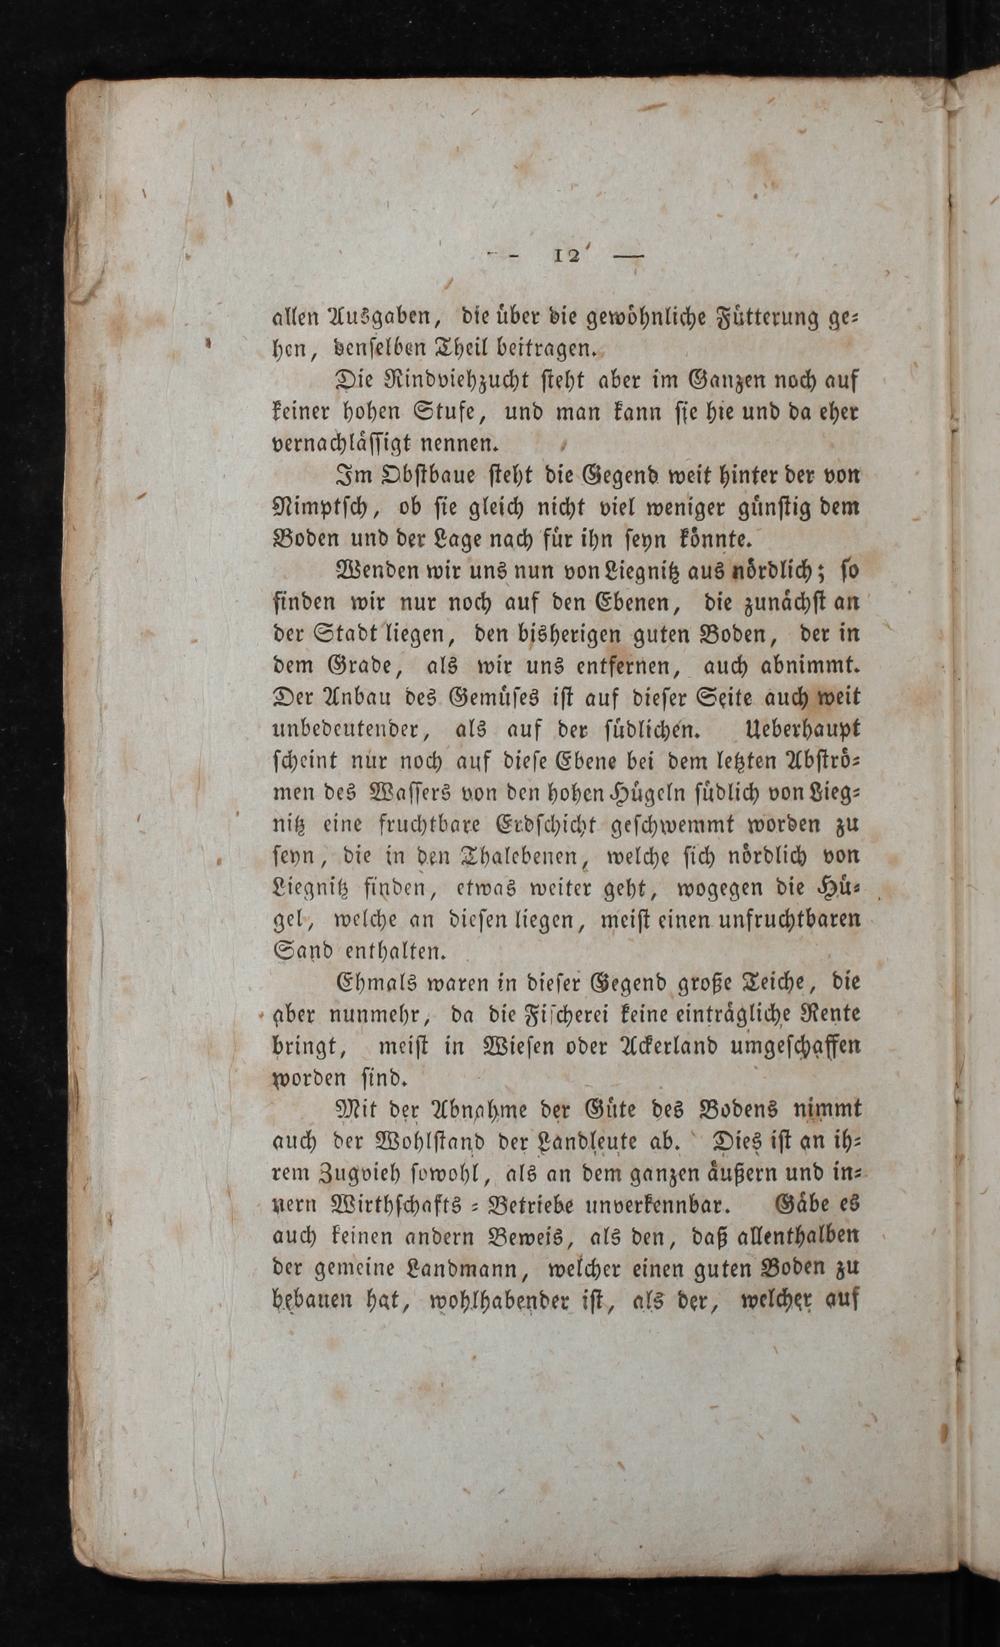 — 12 —
allen Ausgaben, die über die gewöhnliche Fütterung ge-
hen, denselben Theil beitragen.
Die Rindviehzucht steht aber im Ganzen noch auf
keiner hohen Stufe, und man kann sie hie und da eher
vernachlässigt nennen.
Im Obstbaue steht die Gegend weit hinter der von
Nimptsch, ob sie gleich nicht viel weniger günstig dem
Boden und der Lage nach für ihn seyn könnte.
Wenden wir uns nun von Liegnitz aus nördlich; so
finden wir nur noch auf den Ebenen, die zunächst an
der Stadt liegen, den bisherigen guten Boden, der in
dem Grade, als wir uns entfernen, auch abnimmt.
Der Anbau des Gemüses ist auf dieser Seite auch weit
unbedeutender, als auf der südlichen. Ueberhaupt
scheint nur noch auf diese Ebene bei dem letzten Abströ-
men des Wassers von den hohen Hügeln südlich von Lieg-
nitz eine fruchtbare Erdschicht geschwemmt worden zu
seyn, die in den Thalebenen, welche sich nördlich von
Liegnitz finden, etwas weiter geht, wogegen die Hü-
gel, welche an diesen liegen, meist einen unfruchtbaren
Sand enthalten.
Ehmals waren in dieser Gegend große Teiche, die
aber nunmehr, da die Fischerei keine einträgliche Rente
bringt, meist in Wiesen oder Ackerland umgeschaffen
worden sind.
Mit der Abnahme der Güte des Bodens nimmt
auch der Wohlstand der Landleute ab. Dies ist an ih-
rem Zugvieh sowohl, als an dem ganzen äußern und in-
nern Wirthschafts-Betriebe unverkennbar. Gäbe es
auch keinen andern Beweis, als den, daß allenthalben
der gemeine Landmann, welcher einen guten Boden zu
bebauen hat, wohlhabender ist, als der, welcher auf